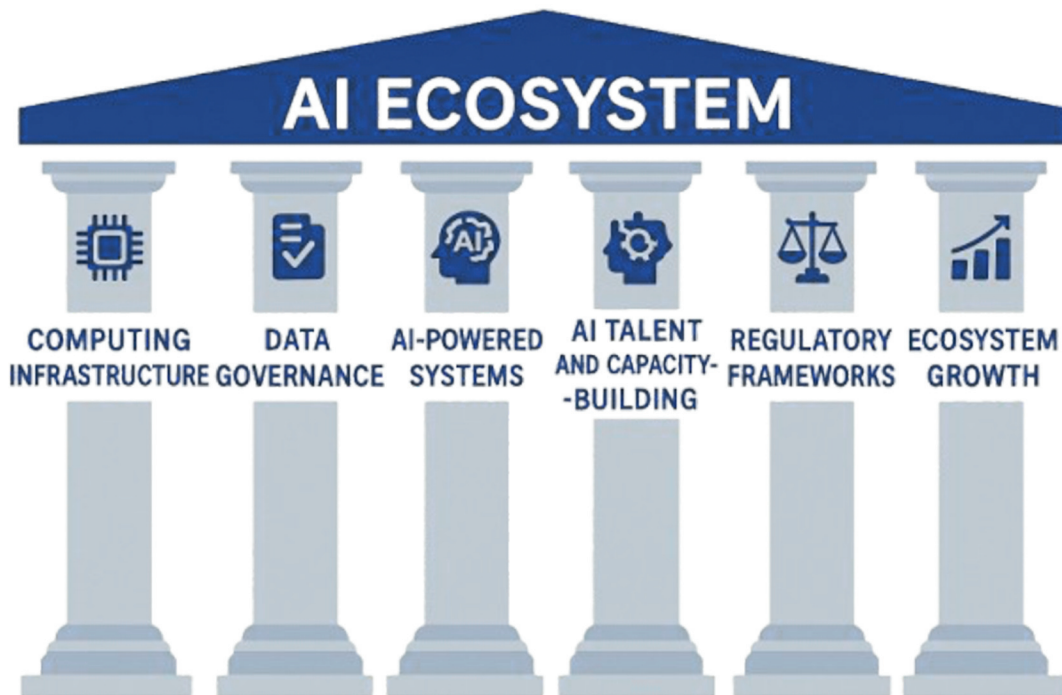 AI ECOSYSTEM
AI
COMPUTING
INFRASTRUCTURE
DATA
GOVERNANCE
AI-POWERED
SYSTEMS
AI TALENT
AND CAPACITY-
-BUILDING
REGULATORY
FRAMEWORKS
ECOSYSTEM
GROWTH